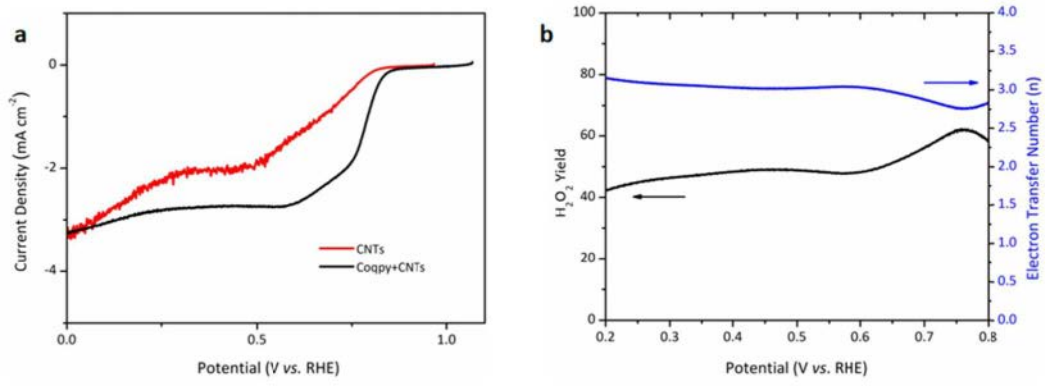 a
0
-2
-4
Current Density (mA cm⁻²)
0.0 0.5 1.0
Potential (V vs. RHE)
CNTs
Coqpy+CNTs
b
100
80
60
40
20
0
H₂O₂ Yield
0.2 0.3 0.4 0.5 0.6 0.7 0.8
Potential (V vs. RHE)
4.0
3.5
3.0
2.5
2.0
1.5
1.0
0.5
0.0
Electron Transfer Number (n)